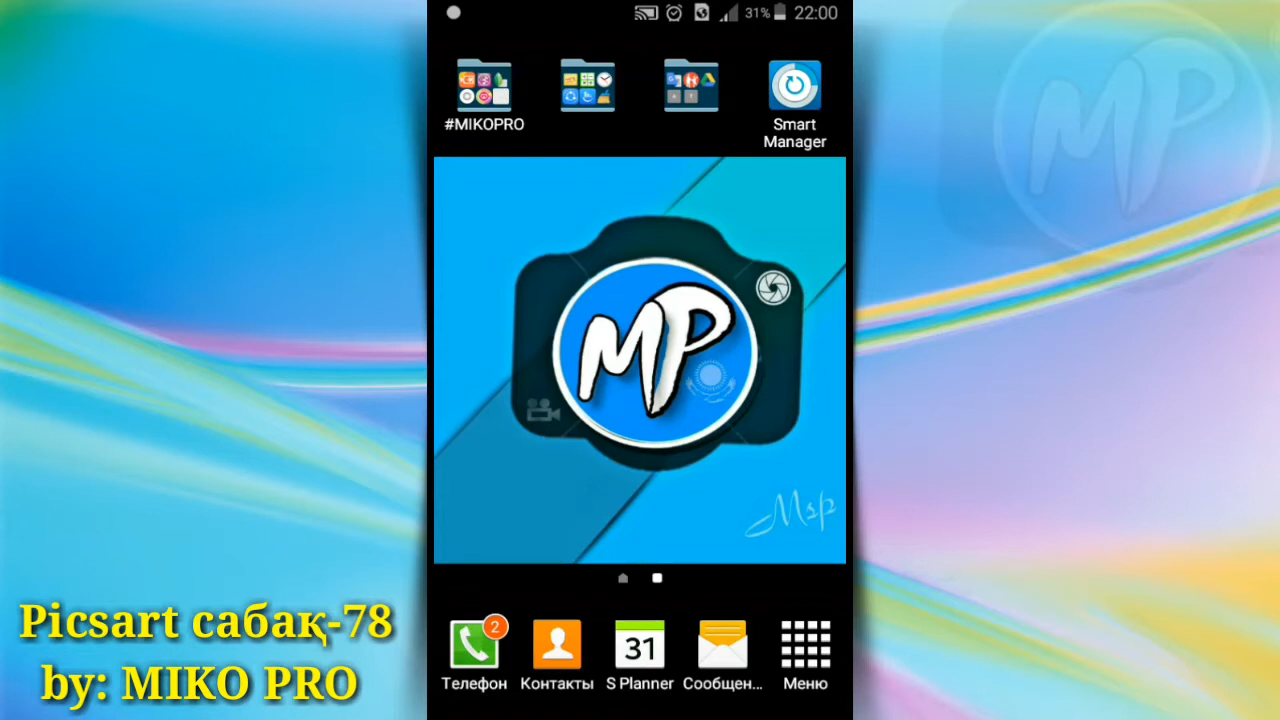 31% 22:00
#MIKOPRO
Smart
Manager
MP
MP
Msp
2
31
Телефон Контакты S Planner Сообщен... Меню
Picsart сабақ-78
by: MIKO PRO